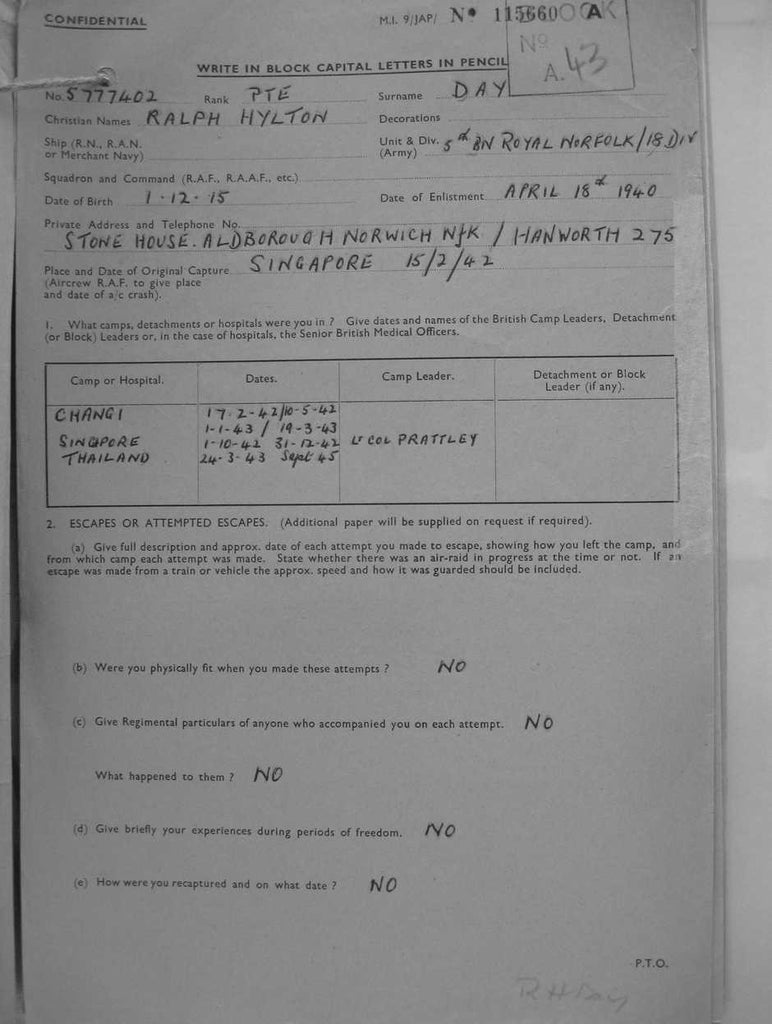 CONFIDENTIAL
M.I. 9/JAP/ Nº 115660 A
Nº
A.43
WRITE IN BLOCK CAPITAL LETTERS IN PENCIL
No. 5777402 Rank PTE Surname DAY
Christian Names RALPH HYLTON Decorations
Ship (R.N., R.A.N. or Merchant Navy)
Unit & Div. (Army) 5th BN ROYAL NORFOLK/18 DIV
Squadron and Command (R.A.F., R.A.A.F., etc.)
Date of Birth 1.12.15 Date of Enlistment APRIL 18th 1940
Private Address and Telephone No.
STONE HOUSE. ALDBOROUGH NORWICH NFK / HANWORTH 275
Place and Date of Original Capture SINGAPORE 15/2/42
(Aircrew R.A.F. to give place
and date of a/c crash).
1. What camps, detachments or hospitals were you in ? Give dates and names of the British Camp Leaders, Detachment
(or Block) Leaders or, in the case of hospitals, the Senior British Medical Officers.
Camp or Hospital. Dates. Camp Leader. Detachment or Block
Leader (if any).
CHANGI 17.2-42/10-5-42
1-1-43 / 19-3-43
SINGPORE 1-10-42 31-12-42 LT COL PRATTLEY
THAILAND 24-3-43 Sept 45
2. ESCAPES OR ATTEMPTED ESCAPES. (Additional paper will be supplied on request if required).
(a) Give full description and approx. date of each attempt you made to escape, showing how you left the camp, and
from which camp each attempt was made. State whether there was an air-raid in progress at the time or not. If an
escape was made from a train or vehicle the approx. speed and how it was guarded should be included.
(b) Were you physically fit when you made these attempts ? NO
(c) Give Regimental particulars of anyone who accompanied you on each attempt. NO
What happened to them ? NO
(d) Give briefly your experiences during periods of freedom. NO
(e) How were you recaptured and on what date ? NO
P.T.O.
R H Day